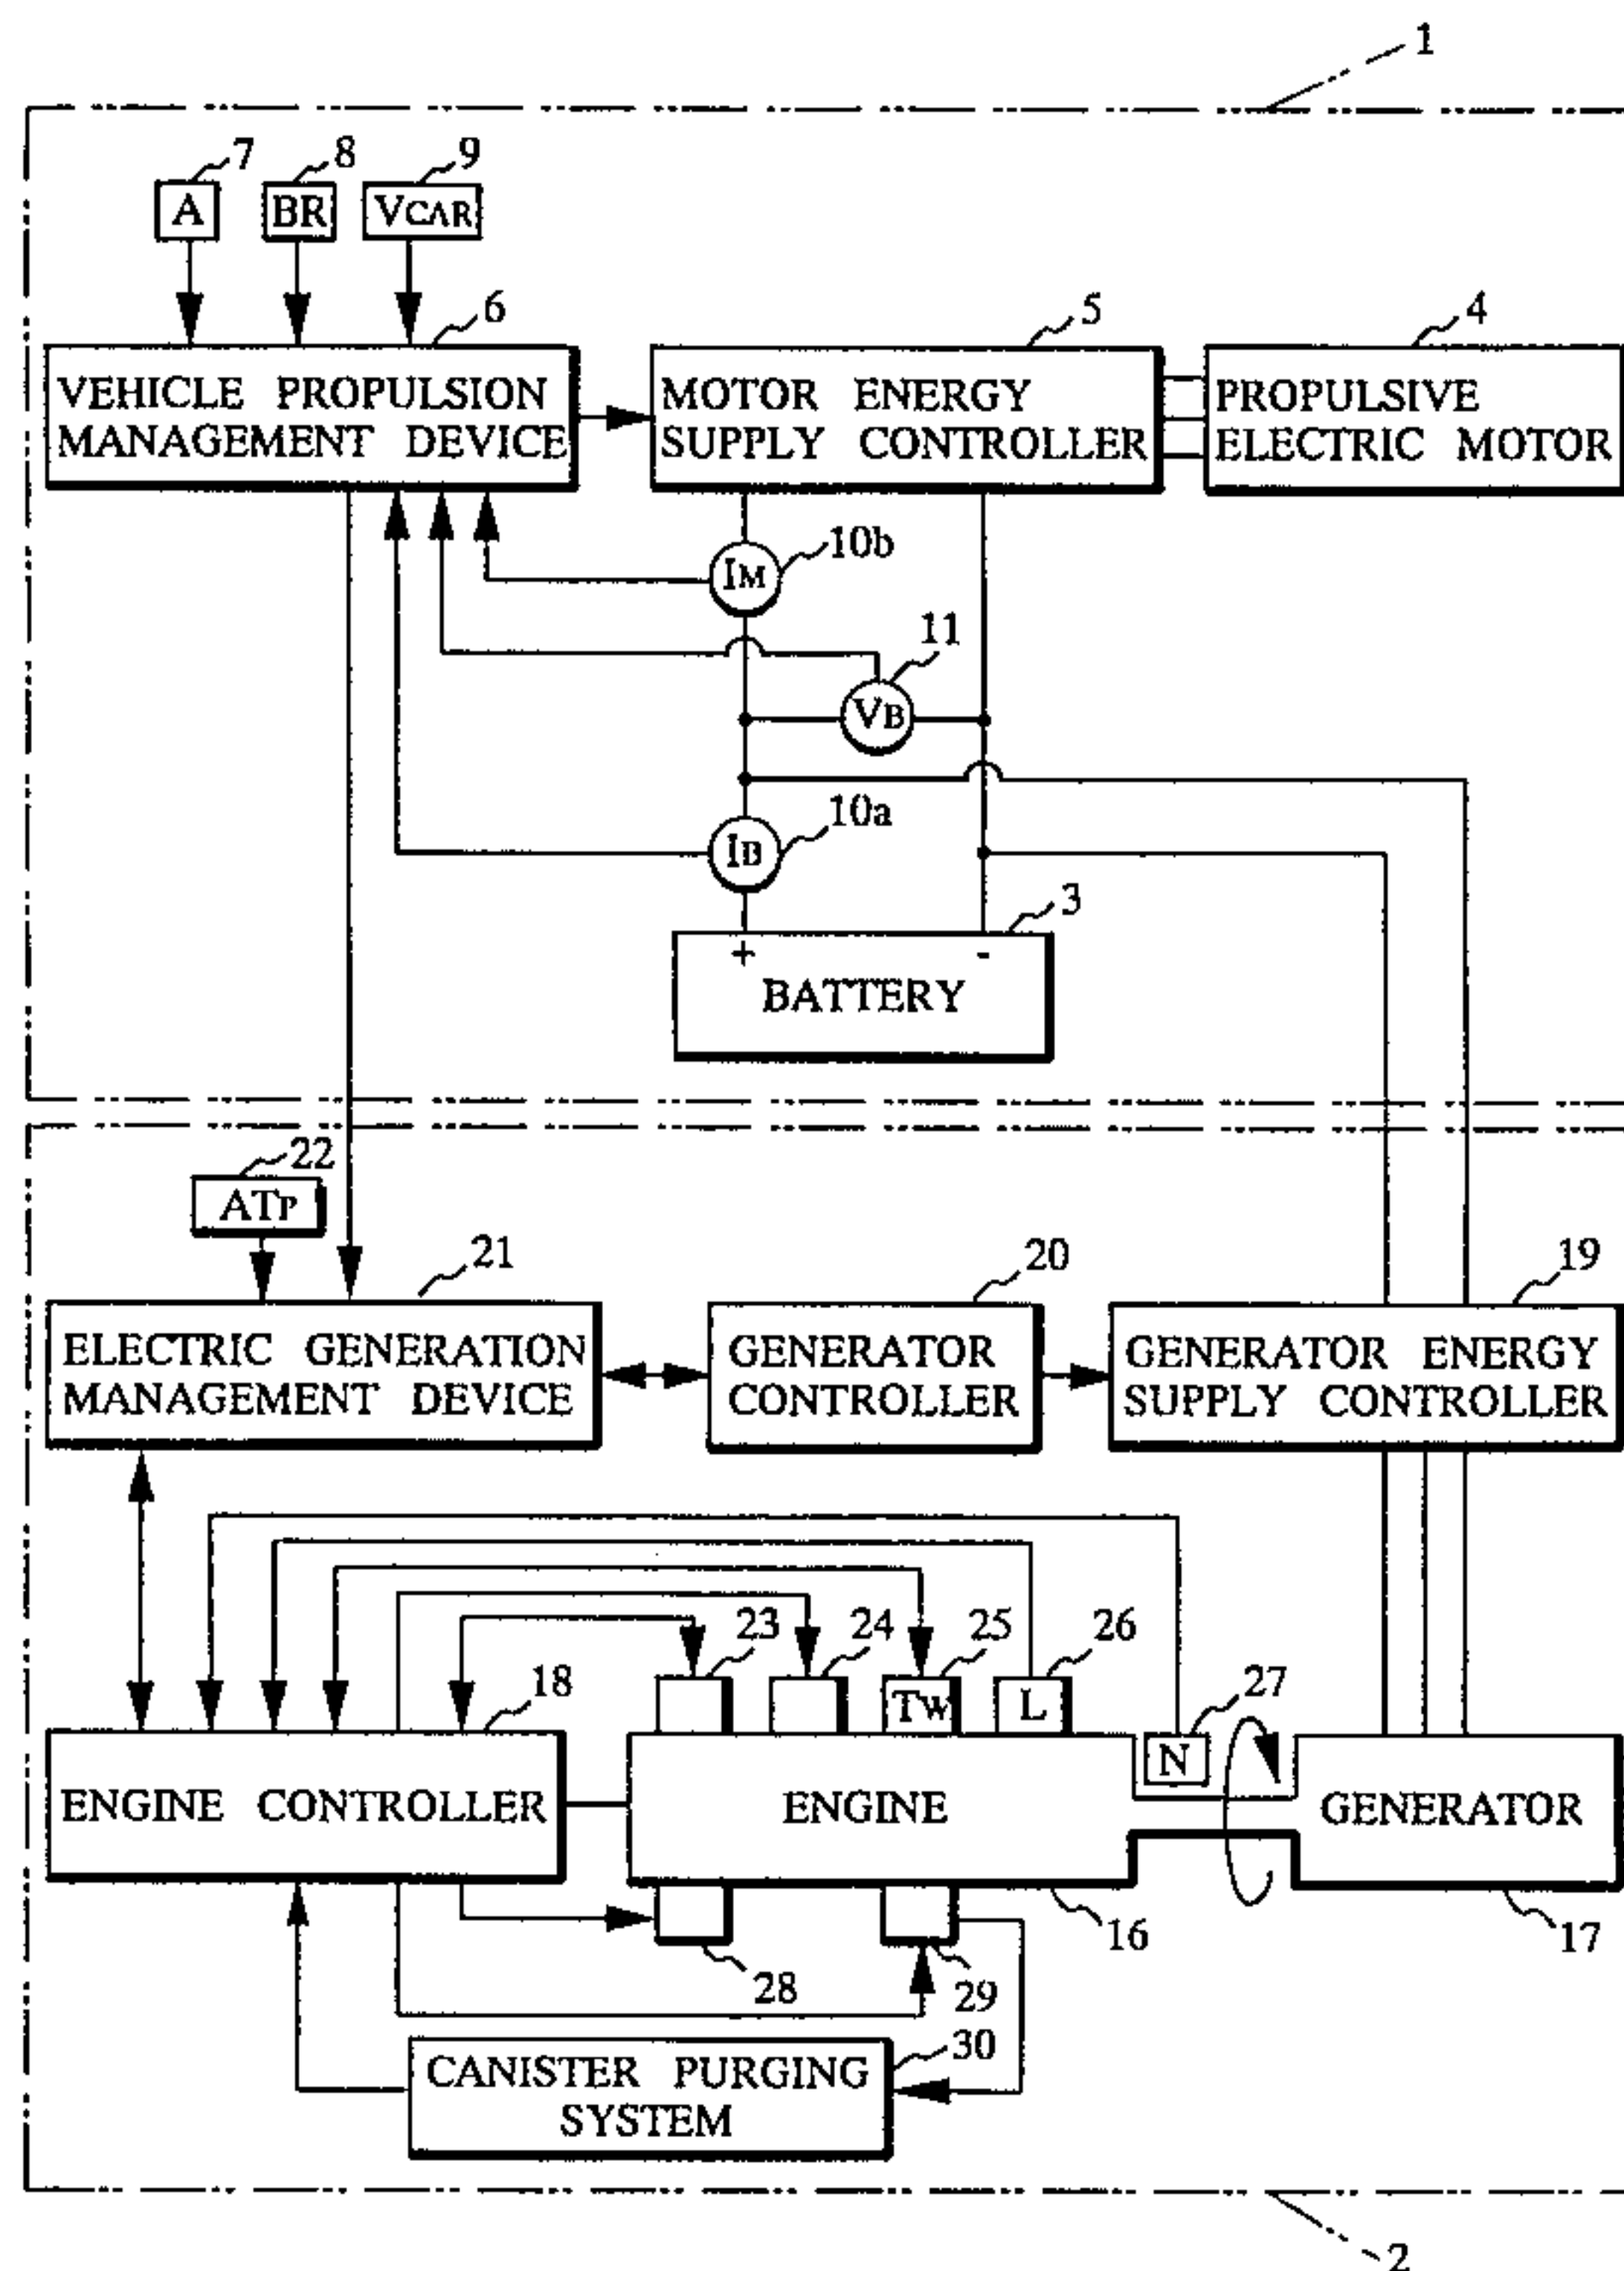 1
7
8
9
A
BR
VCAR
6
5
4
VEHICLE PROPULSION
MANAGEMENT DEVICE
MOTOR ENERGY
SUPPLY CONTROLLER
PROPULSIVE
ELECTRIC MOTOR
10b
IM
11
VB
10a
IB
3
+
-
BATTERY
22
ATP
21
20
19
ELECTRIC GENERATION
MANAGEMENT DEVICE
GENERATOR
CONTROLLER
GENERATOR ENERGY
SUPPLY CONTROLLER
23
24
25
26
18
27
TW
L
N
ENGINE CONTROLLER
ENGINE
GENERATOR
16
17
28
29
30
CANISTER PURGING
SYSTEM
2